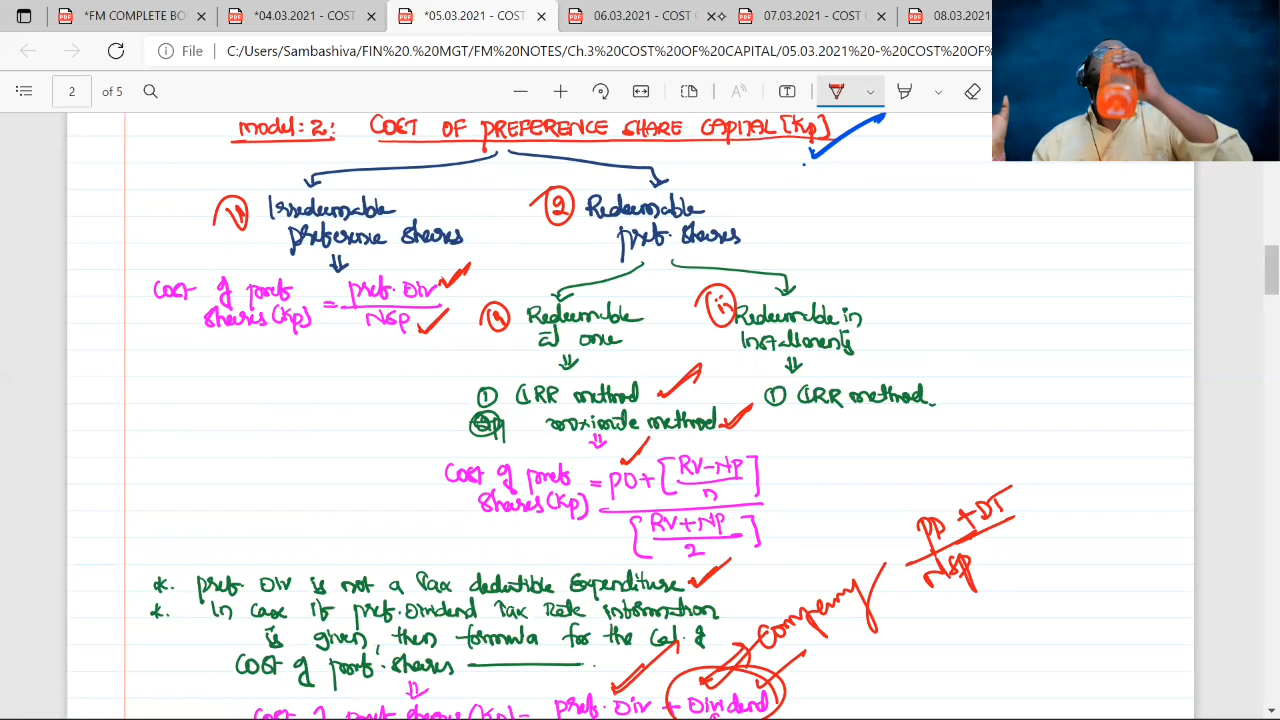 *FM COMPLETE BO
*04.03.2021 - COST
*05.03.2021 - COST
06.03.2021 - COST
07.03.2021 - COST
08.03.2021
File
C:/Users/Sambashiva/FIN%20.%20MGT/FM%20NOTES/Ch.3%20COST%20OF%20CAPITAL/05.03.2021%20-%20COST%20OF%
2 of 5
model:2: COST OF PREFERENCE SHARE CAPITAL [Kp]
① Irredeemable
preference shares
② Redeemable
pref. shares
Cost of pref
shares (Kp) = pref. Div / NSP
(i) Redeemable
at once
(ii) Redeemable in
Installments
① IRR method
approximate method
① IRR method.
Cost of pref
shares (Kp) = PD + [RV-NP / n] / [RV+NP / 2]
PD + DT / NSP
*. pref Div is not a Tax deductible Expenditure
*. In case if pref. Dividend Tax Rate information
is given, then formula for the Cal. of
COST of pref. shares
Company
Cost of pref shares (Kp) = pref. Div + Dividend